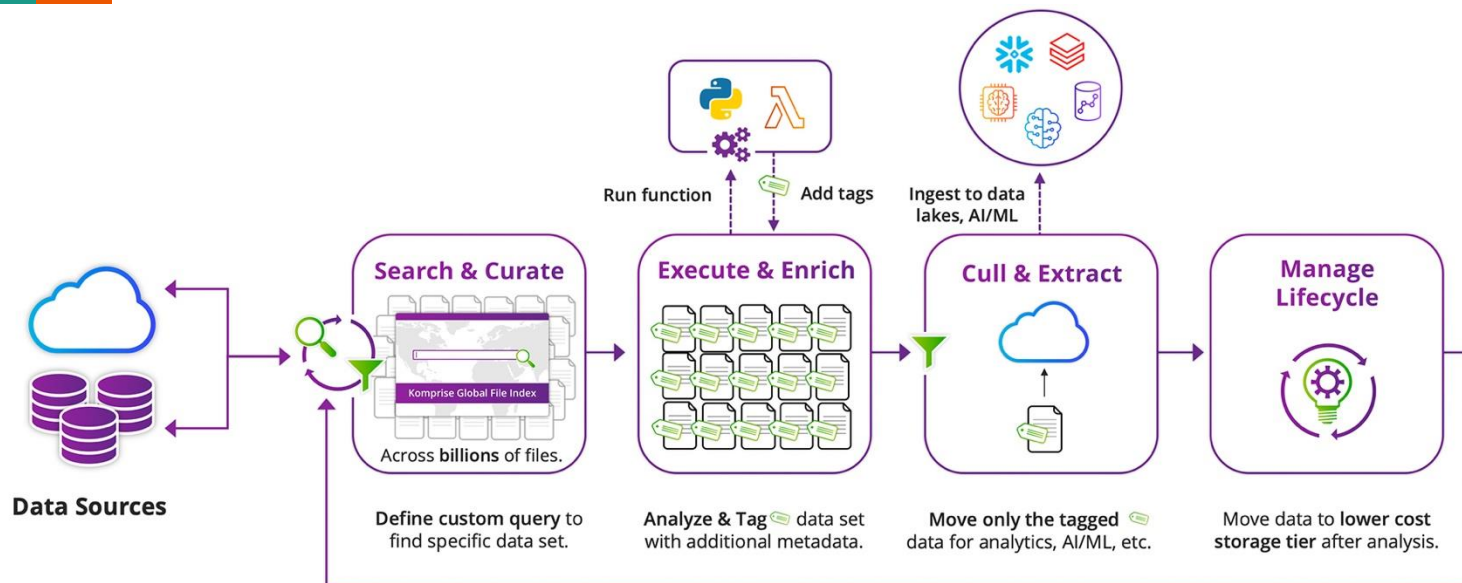 Run function
Add tags
Ingest to data
lakes, AI/ML
Data Sources
Search & Curate
Komprise Global File Index
Across billions of files.
Define custom query to
find specific data set.
Execute & Enrich
Analyze & Tag data set
with additional metadata.
Cull & Extract
Move only the tagged
data for analytics, AI/ML, etc.
Manage
Lifecycle
Move data to lower cost
storage tier after analysis.